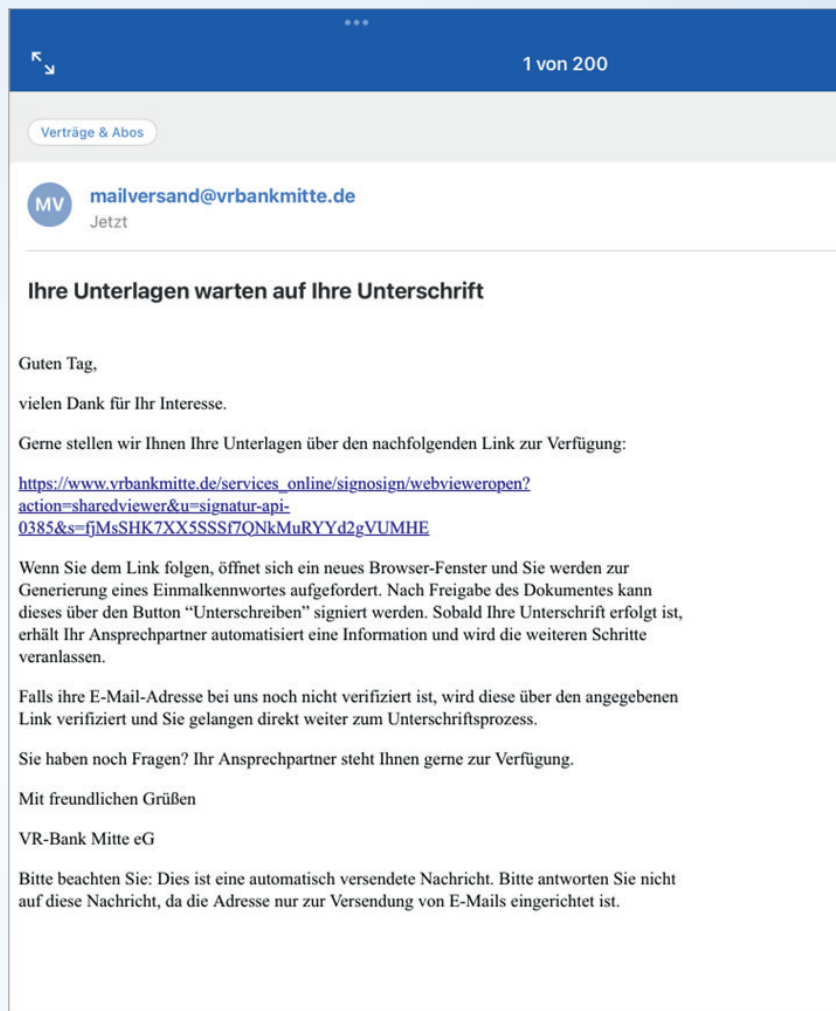 1 von 200
Verträge & Abos
MV
mailversand@vrbankmitte.de
Jetzt
Ihre Unterlagen warten auf Ihre Unterschrift
Guten Tag,
vielen Dank für Ihr Interesse.
Gerne stellen wir Ihnen Ihre Unterlagen über den nachfolgenden Link zur Verfügung:
https://www.vrbankmitte.de/services_online/signosign/webvieweropen?
action=sharedviewer&u=signatur-api-
0385&s=fjMsSHK7XX5SSSf7QNkMuRYYd2gVUMHE
Wenn Sie dem Link folgen, öffnet sich ein neues Browser-Fenster und Sie werden zur
Generierung eines Einmalkennwortes aufgefordert. Nach Freigabe des Dokumentes kann
dieses über den Button “Unterschreiben” signiert werden. Sobald Ihre Unterschrift erfolgt ist,
erhält Ihr Ansprechpartner automatisiert eine Information und wird die weiteren Schritte
veranlassen.
Falls ihre E-Mail-Adresse bei uns noch nicht verifiziert ist, wird diese über den angegebenen
Link verifiziert und Sie gelangen direkt weiter zum Unterschriftsprozess.
Sie haben noch Fragen? Ihr Ansprechpartner steht Ihnen gerne zur Verfügung.
Mit freundlichen Grüßen
VR-Bank Mitte eG
Bitte beachten Sie: Dies ist eine automatisch versendete Nachricht. Bitte antworten Sie nicht
auf diese Nachricht, da die Adresse nur zur Versendung von E-Mails eingerichtet ist.